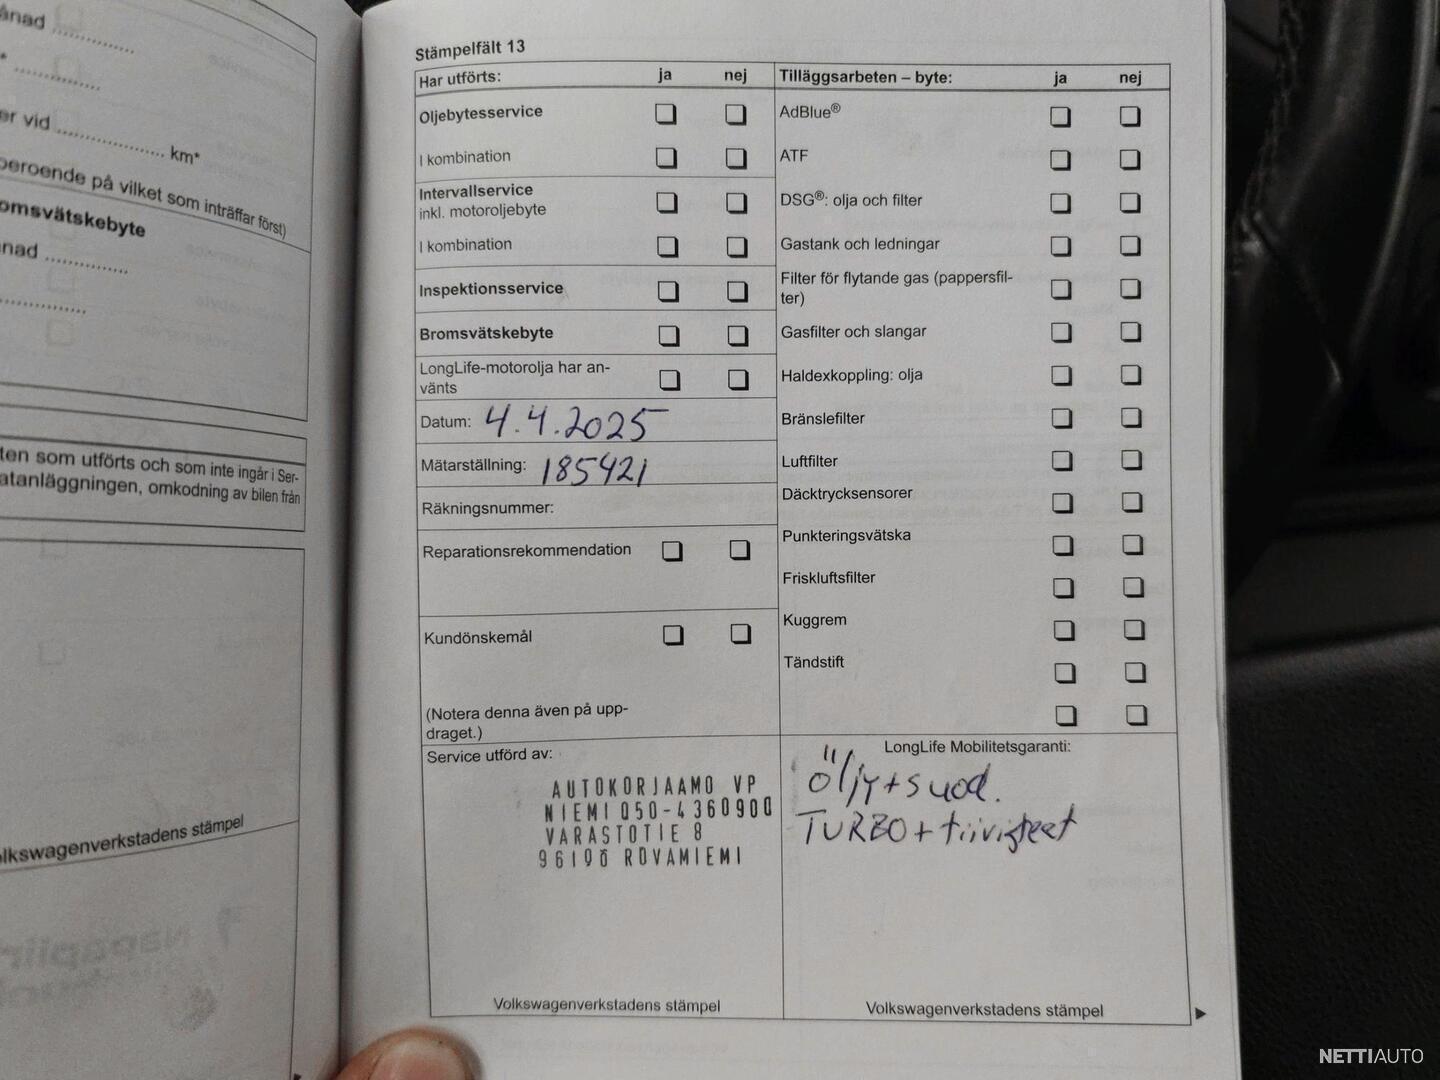 ånad ...............
* ...............
er vid ................... km*
beroende på vilket som inträffar först)
omsvätskebyte
nad ...............
...............
ten som utförts och som inte ingår i Ser-
atanläggningen, omkodning av bilen från
olkswagenverkstadens stämpel
Stämpelfält 13
Har utförts: ja nej
Oljebytesservice
I kombination
Intervallservice
inkl. motoroljebyte
I kombination
Inspektionsservice
Bromsvätskebyte
LongLife-motorolja har an-
vänts
Datum: 4.4.2025
Mätarställning: 185421
Räkningsnummer:
Reparationsrekommendation
Kundönskemål
(Notera denna även på upp-
draget.)
Service utförd av:
AUTOKORJAAMO VP
NIEMI 050-4360900
VARASTOTIE 8
96190 ROVANIEMI
Volkswagenverkstadens stämpel
Tilläggsarbeten – byte: ja nej
AdBlue®
ATF
DSG®: olja och filter
Gastank och ledningar
Filter för flytande gas (pappersfil-
ter)
Gasfilter och slangar
Haldexkoppling: olja
Bränslefilter
Luftfilter
Däcktrycksensorer
Punkteringsvätska
Friskluftsfilter
Kuggrem
Tändstift
LongLife Mobilitetsgaranti:
öljy+suod.
TURBO+tiivisteet
Volkswagenverkstadens stämpel
NETTIAUTO